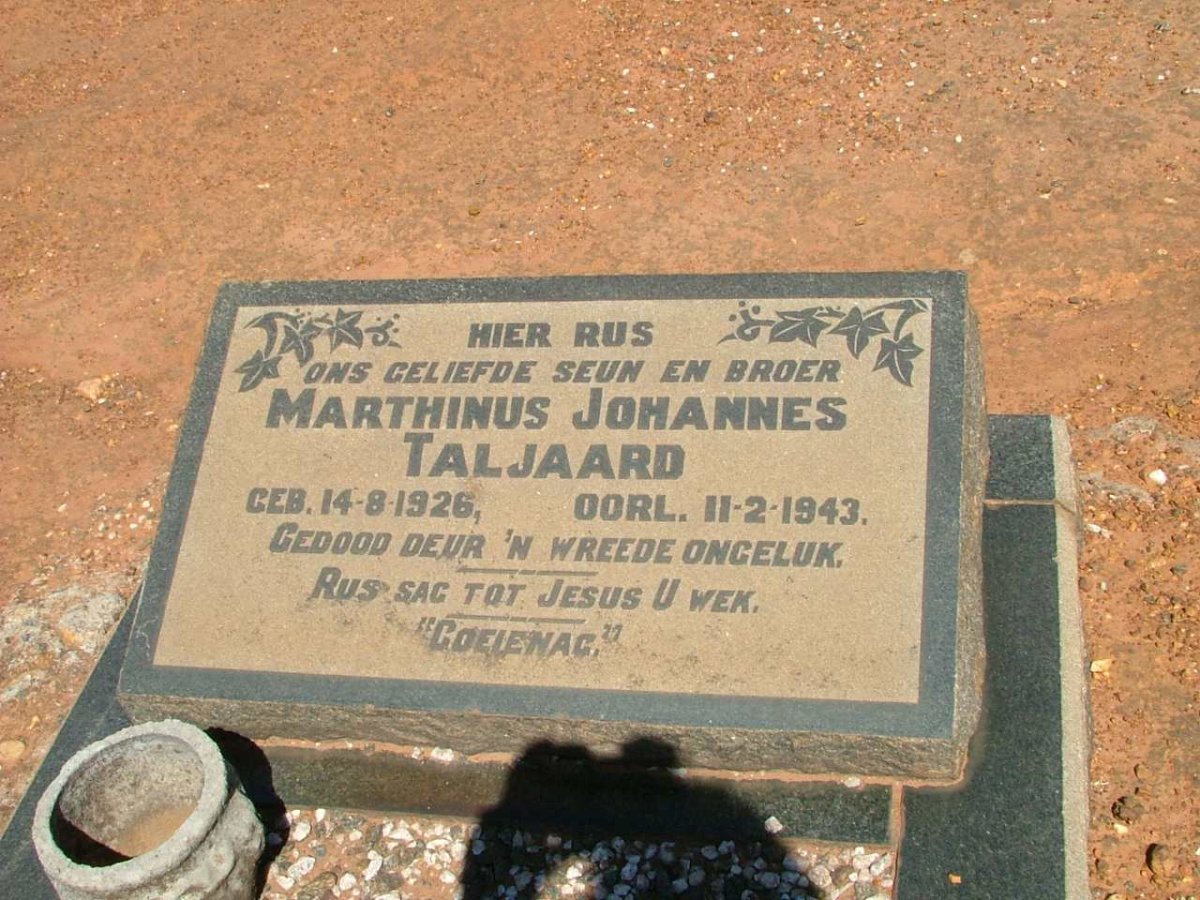 HIER RUS
ONS GELIEFDE SEUN EN BROER
MARTHINUS JOHANNES
TALJAARD
GEB. 14-8-1926, OORL. 11-2-1943.
GEDOOD DEUR 'N WREEDE ONGELUK.
RUS SAG TOT JESUS U WEK.
"GOEIENAG."